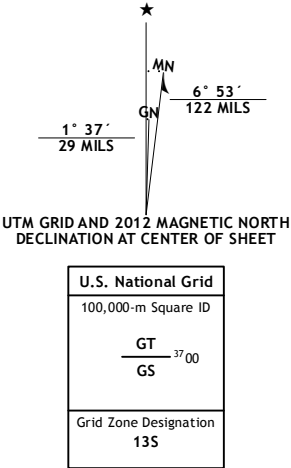 ★
MN
GN
6° 53´
122 MILS
1° 37´
29 MILS
UTM GRID AND 2012 MAGNETIC NORTH
DECLINATION AT CENTER OF SHEET
U.S. National Grid
100,000-m Square ID
GT
3700
GS
Grid Zone Designation
13S